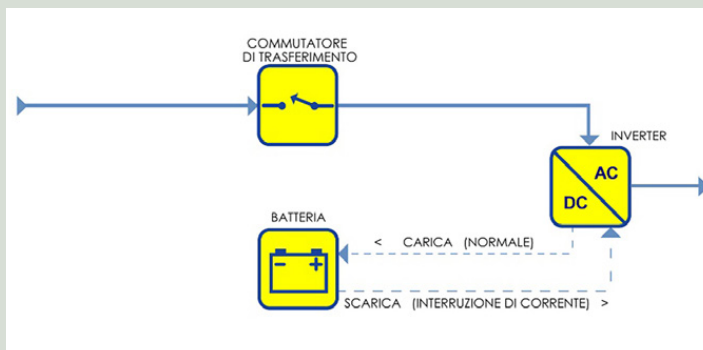 COMMUTATORE
DI TRASFERIMENTO
INVERTER
AC
DC
BATTERIA
- +
< CARICA (NORMALE)
SCARICA (INTERRUZIONE DI CORRENTE) >